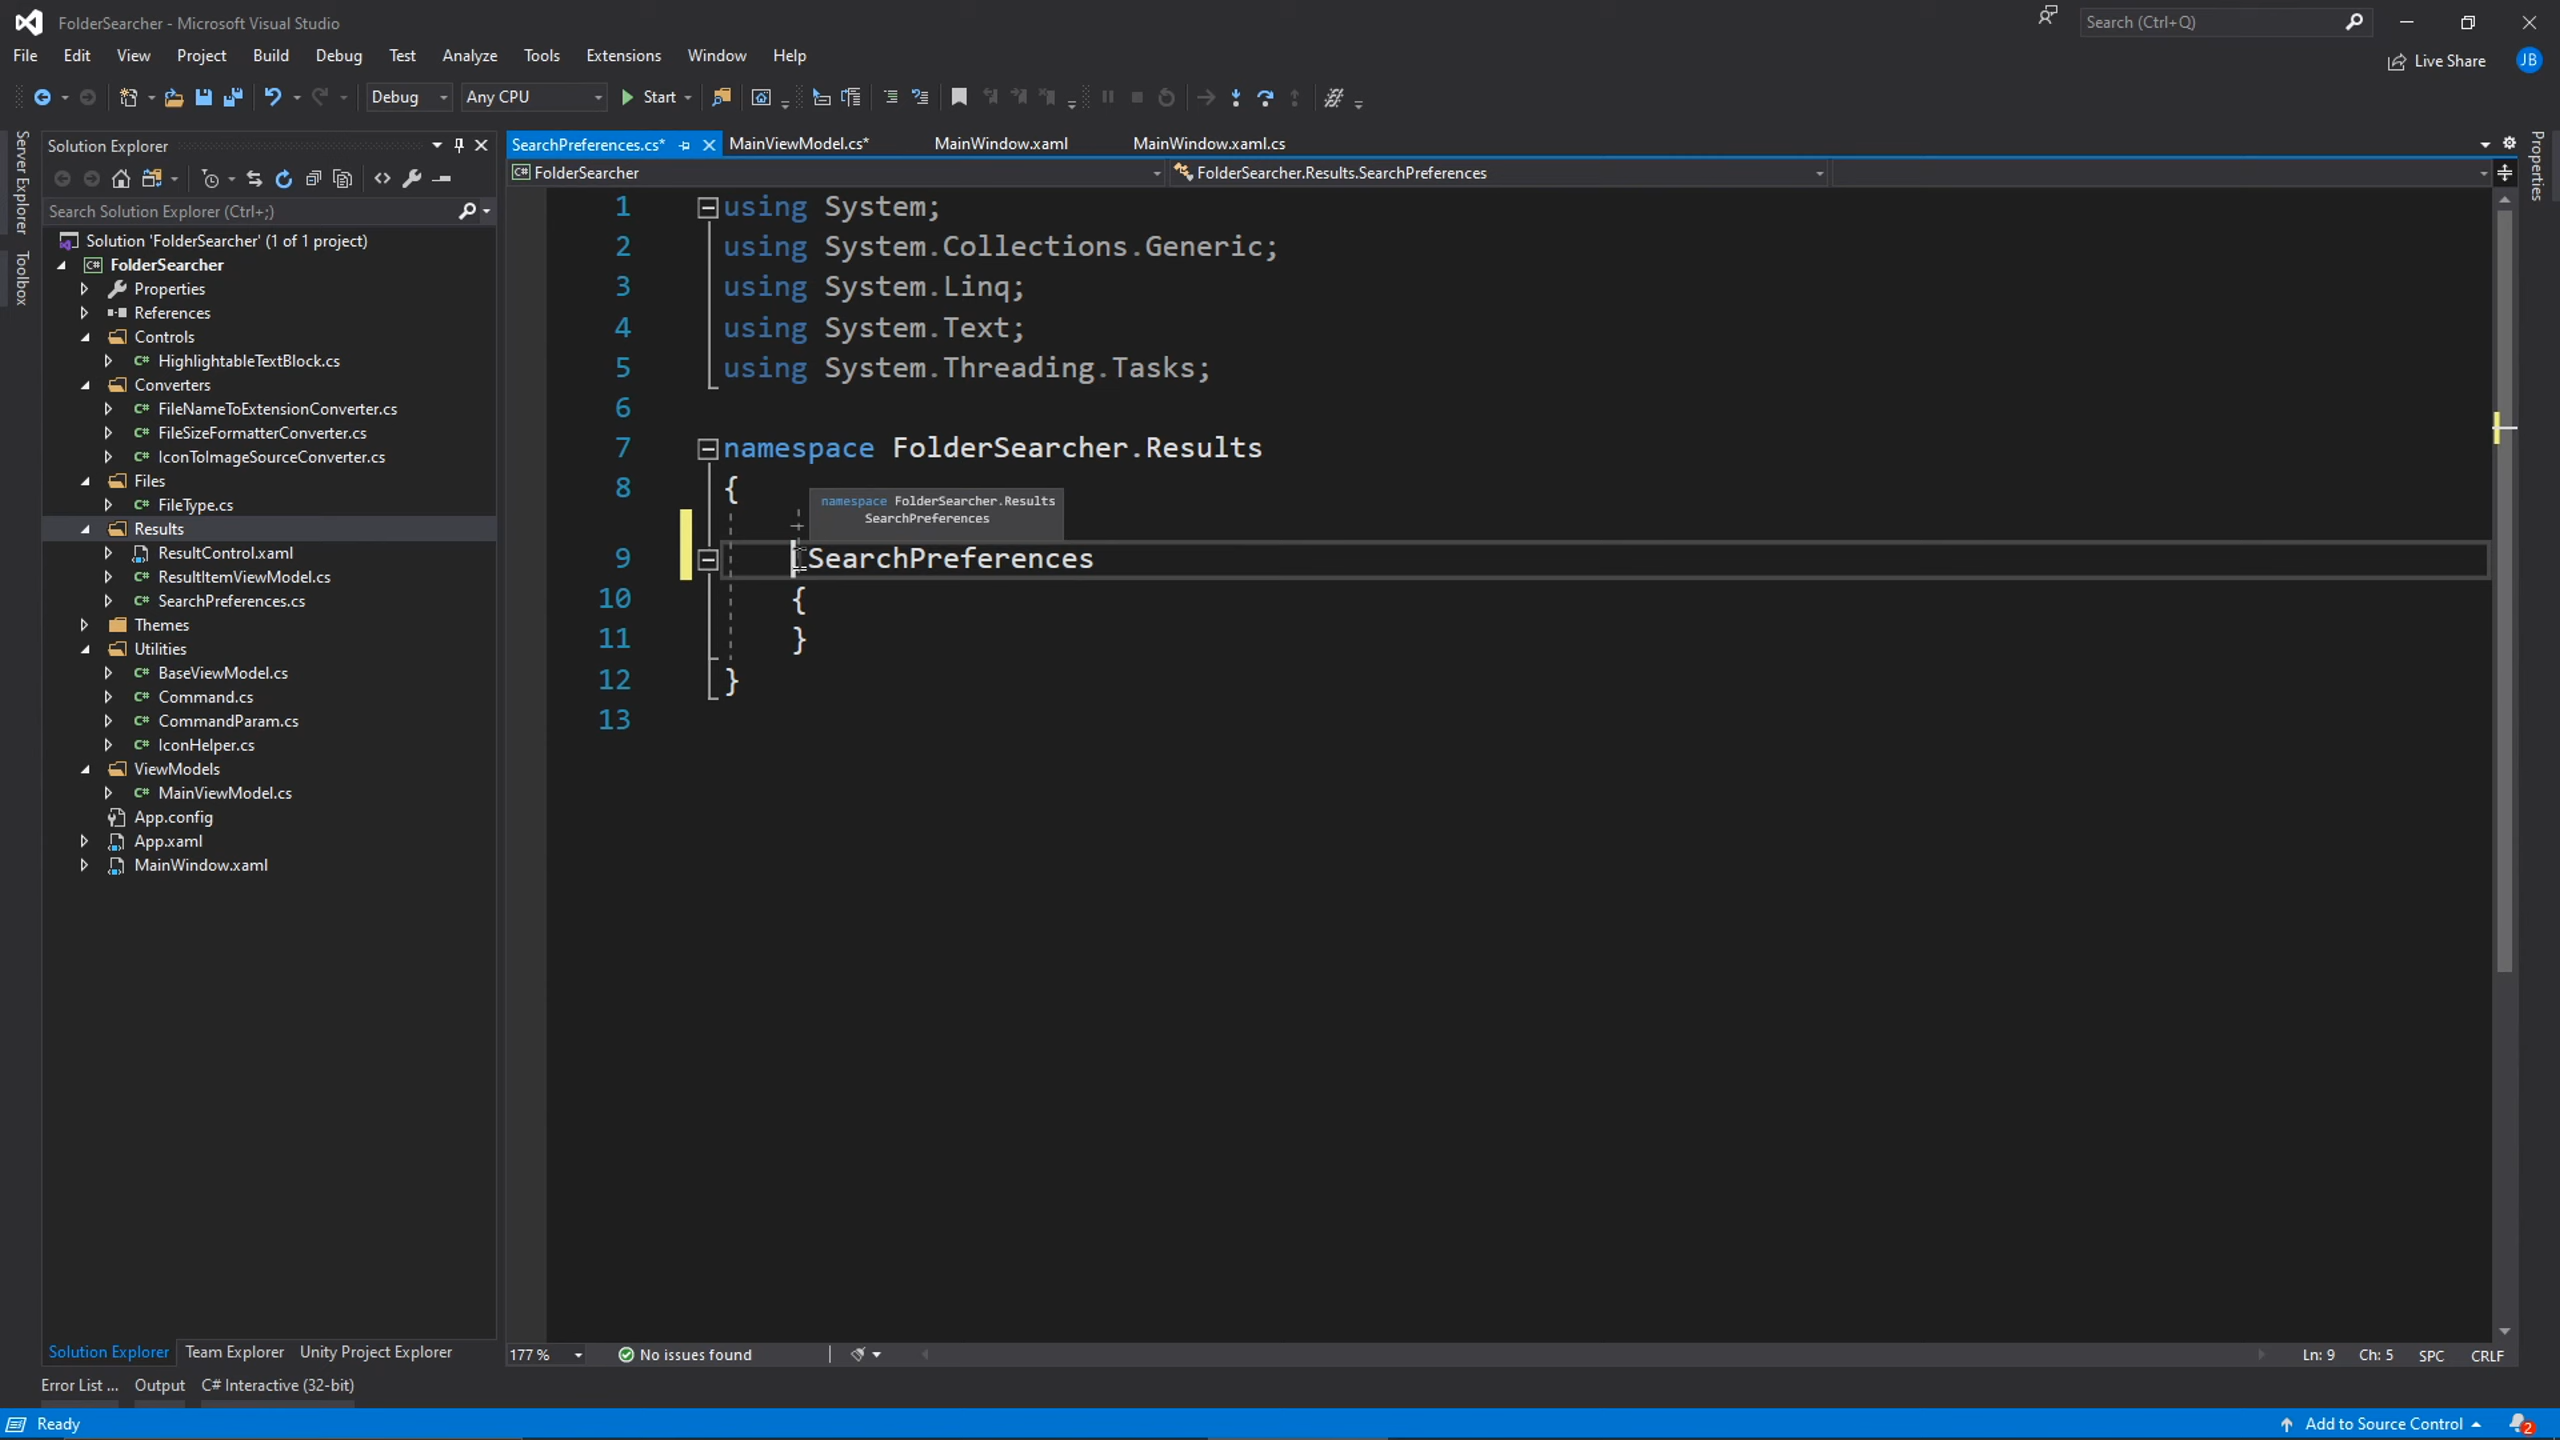 FolderSearcher - Microsoft Visual Studio
Search (Ctrl+Q)
File Edit View Project Build Debug Test Analyze Tools Extensions Window Help
Live Share
JB
Debug
Any CPU
Start
Server Explorer
Toolbox
Properties
Solution Explorer
Search Solution Explorer (Ctrl+;)
Solution 'FolderSearcher' (1 of 1 project)
C# FolderSearcher
Properties
References
Controls
C# HighlightableTextBlock.cs
Converters
C# FileNameToExtensionConverter.cs
C# FileSizeFormatterConverter.cs
C# IconToImageSourceConverter.cs
Files
C# FileType.cs
Results
ResultControl.xaml
C# ResultItemViewModel.cs
C# SearchPreferences.cs
Themes
Utilities
C# BaseViewModel.cs
C# Command.cs
C# CommandParam.cs
C# IconHelper.cs
ViewModels
C# MainViewModel.cs
App.config
App.xaml
MainWindow.xaml
Solution Explorer Team Explorer Unity Project Explorer
SearchPreferences.cs* MainViewModel.cs* MainWindow.xaml MainWindow.xaml.cs
C# FolderSearcher
FolderSearcher.Results.SearchPreferences
1 using System;
2 using System.Collections.Generic;
3 using System.Linq;
4 using System.Text;
5 using System.Threading.Tasks;
6
7 namespace FolderSearcher.Results
8 {
namespace FolderSearcher.Results
SearchPreferences
9 SearchPreferences
10 {
11 }
12 }
13
177 %
No issues found
Ln: 9 Ch: 5 SPC CRLF
Error List ... Output C# Interactive (32-bit)
Ready
Add to Source Control
2